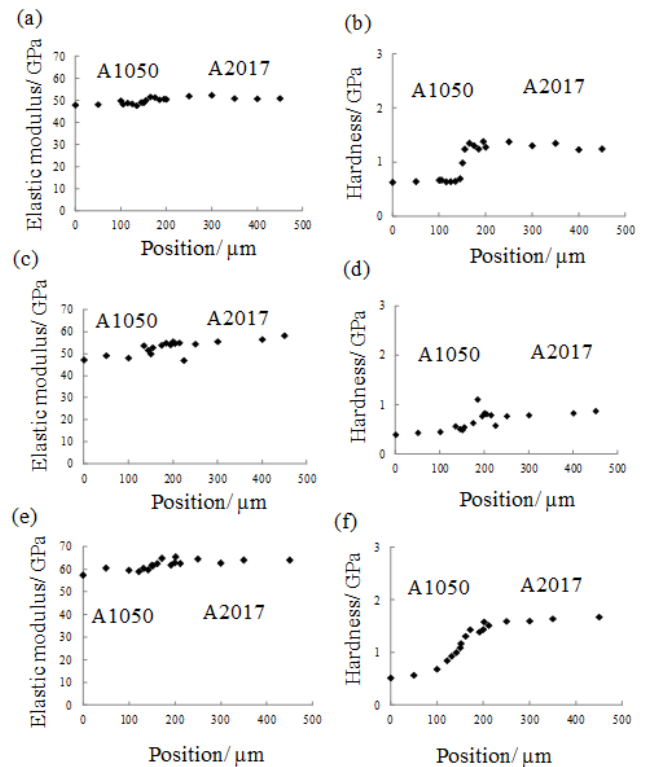 (a)
Elastic modulus/ GPa
70
60
50
40
30
20
10
0
A1050 A2017
0 100 200 300 400 500
Position/ μm
(b)
Hardness/ GPa
3
2
1
0
A1050 A2017
0 100 200 300 400 500
Position/ μm
(c)
Elastic modulus/ GPa
70
60
50
40
30
20
10
0
A1050 A2017
0 100 200 300 400 500
Position/ μm
(d)
Hardness/ GPa
3
2
1
0
A1050 A2017
0 100 200 300 400 500
Position/ μm
(e)
Elastic modulus/ GPa
70
60
50
40
30
20
10
0
A1050 A2017
0 100 200 300 400 500
Position/ μm
(f)
Hardness/ GPa
3
2
1
0
A1050 A2017
0 100 200 300 400 500
Position/ μm